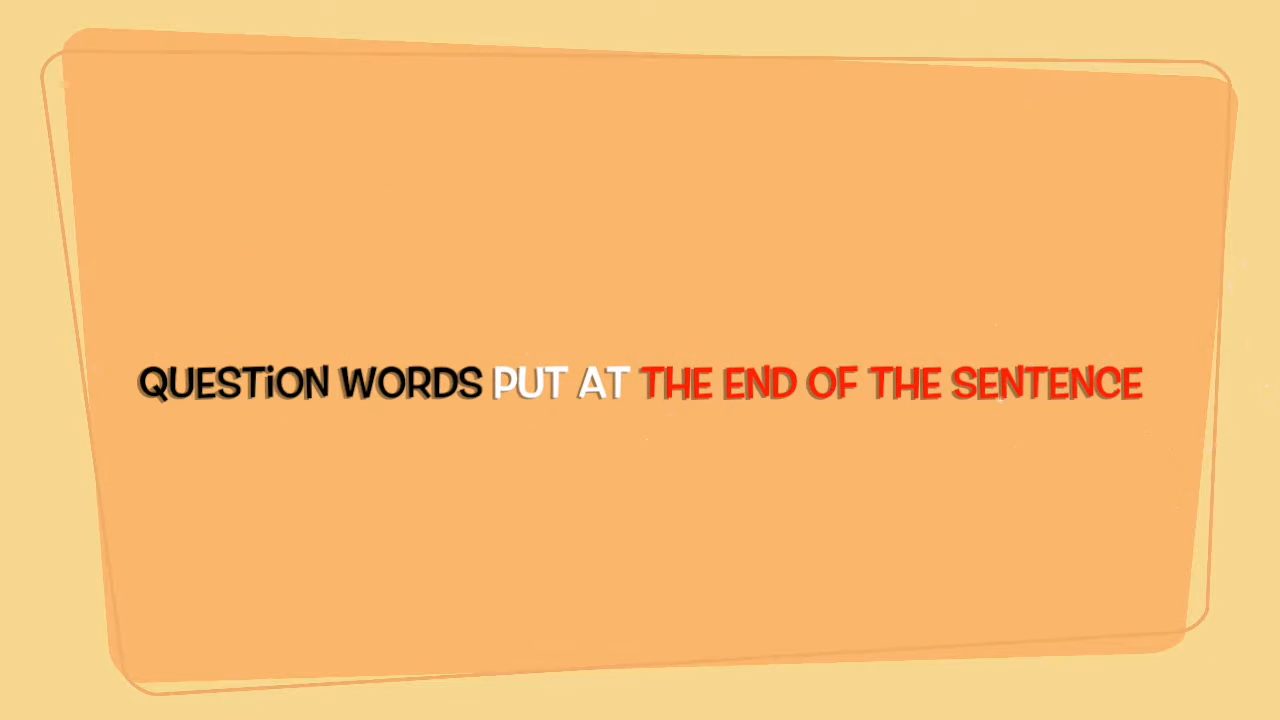 QUESTiON WORDS PUT AT THE END OF THE SENTENCE